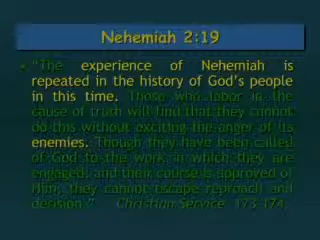 Nehemiah 2:19
"The experience of Nehemiah is
repeated in the history of God's people
in this time. Those who labor in the
cause of truth will find that they cannot
do this without exciting the anger of its
enemies. Though they have been called
of God to the work in which they are
engaged, and their course is approved of
Him, they cannot escape reproach and
derision." Christian Service, 173-174